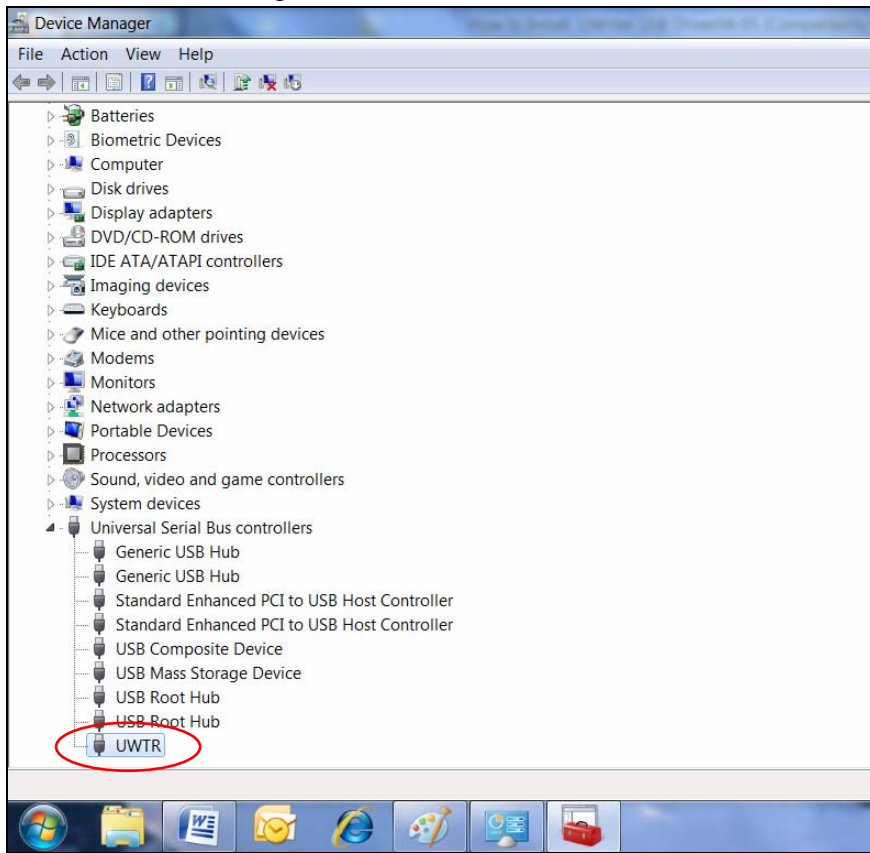 Device Manager
File Action View Help
Batteries
Biometric Devices
Computer
Disk drives
Display adapters
DVD/CD-ROM drives
IDE ATA/ATAPI controllers
Imaging devices
Keyboards
Mice and other pointing devices
Modems
Monitors
Network adapters
Portable Devices
Processors
Sound, video and game controllers
System devices
Universal Serial Bus controllers
Generic USB Hub
Generic USB Hub
Standard Enhanced PCI to USB Host Controller
Standard Enhanced PCI to USB Host Controller
USB Composite Device
USB Mass Storage Device
USB Root Hub
USB Root Hub
UWTR